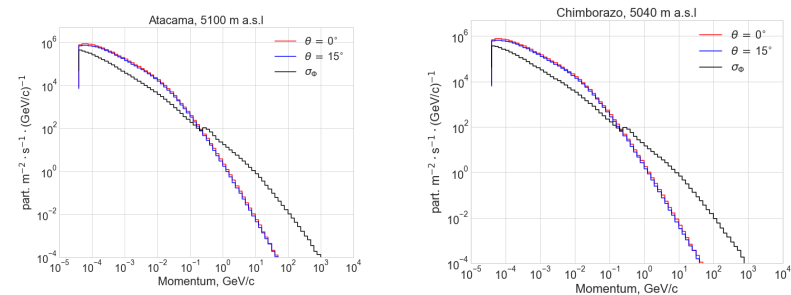 Atacama, 5100 m a.s.l
part. m⁻² · s⁻¹ · (GeV/c)⁻¹
10⁶
10⁴
10²
10⁰
10⁻²
10⁻⁴
θ = 0°
θ = 15°
σ_Φ
10⁻⁵ 10⁻⁴ 10⁻³ 10⁻² 10⁻¹ 10⁰ 10¹ 10² 10³ 10⁴
Momentum, GeV/c
Chimborazo, 5040 m a.s.l
part. m⁻² · s⁻¹ · (GeV/c)⁻¹
10⁶
10⁴
10²
10⁰
10⁻²
10⁻⁴
θ = 0°
θ = 15°
σ_Φ
10⁻⁵ 10⁻⁴ 10⁻³ 10⁻² 10⁻¹ 10⁰ 10¹ 10² 10³ 10⁴
Momentum, GeV/c